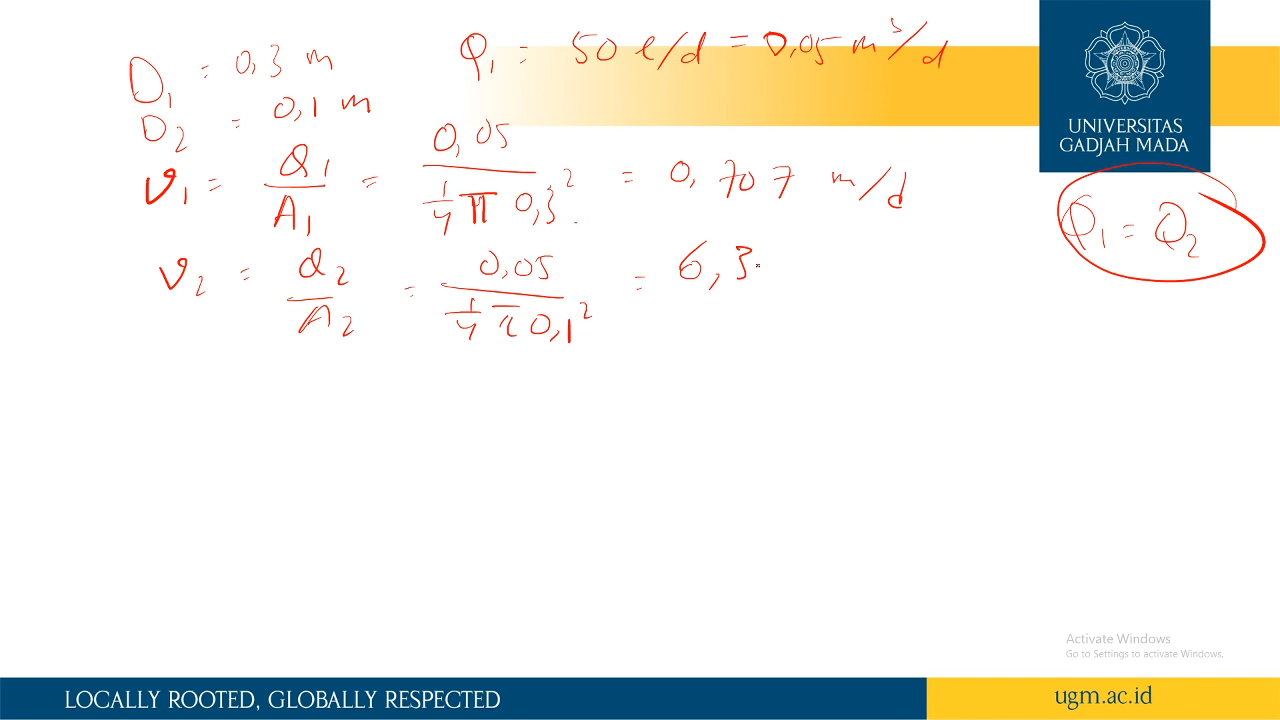 D₁ = 0,3 m
Q₁ = 50 l/d = 0,05 m³/d
D₂ = 0,1 m
v₁ = Q₁/A₁ = 0,05 / (1/4 π 0,3²) = 0,707 m/d
v₂ = Q₂/A₂ = 0,05 / (1/4 π 0,1²) = 6,3
Q₁ = Q₂
UNIVERSITAS
GADJAH MADA
Activate Windows
Go to Settings to activate Windows.
LOCALLY ROOTED, GLOBALLY RESPECTED
ugm.ac.id